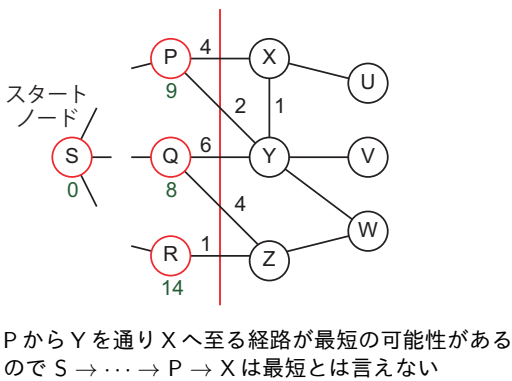 P 4 X
U
スタート
ノード
9
2 1
S
Q 6 Y V
0
8
4
W
R 1 Z
14
P から Y を通り X へ至る経路が最短の可能性がある
ので S → ⋯ → P → X は最短とは言えない